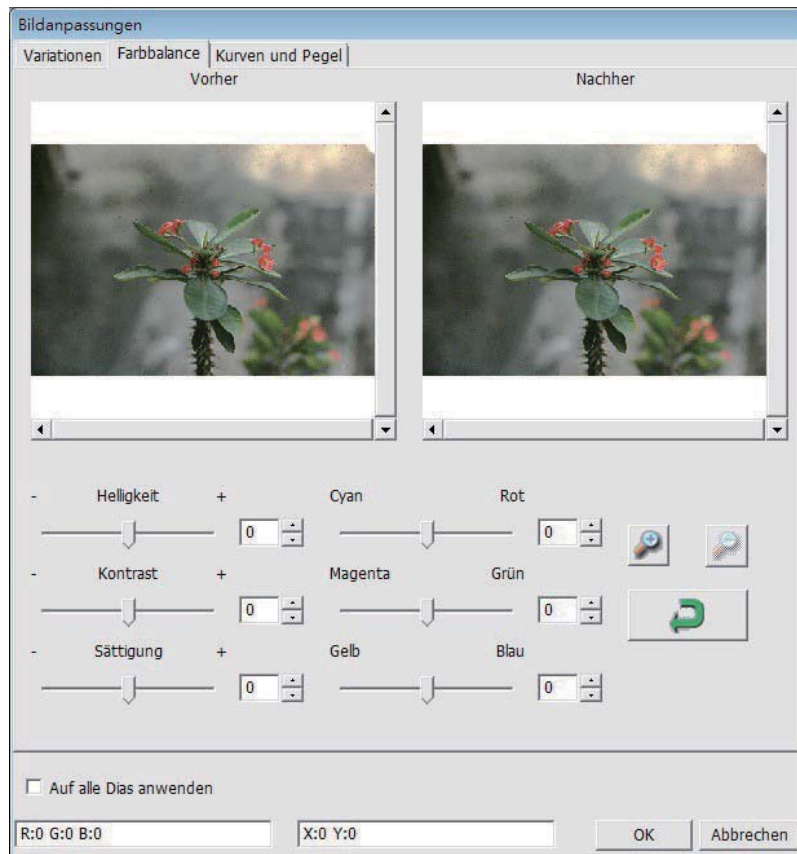 Bildanpassungen
Variationen Farbbalance Kurven und Pegel
Vorher Nachher
- Helligkeit + Cyan Rot
0 0
- Kontrast + Magenta Grün
0 0
- Sättigung + Gelb Blau
0 0
Auf alle Dias anwenden
R:0 G:0 B:0 X:0 Y:0 OK Abbrechen